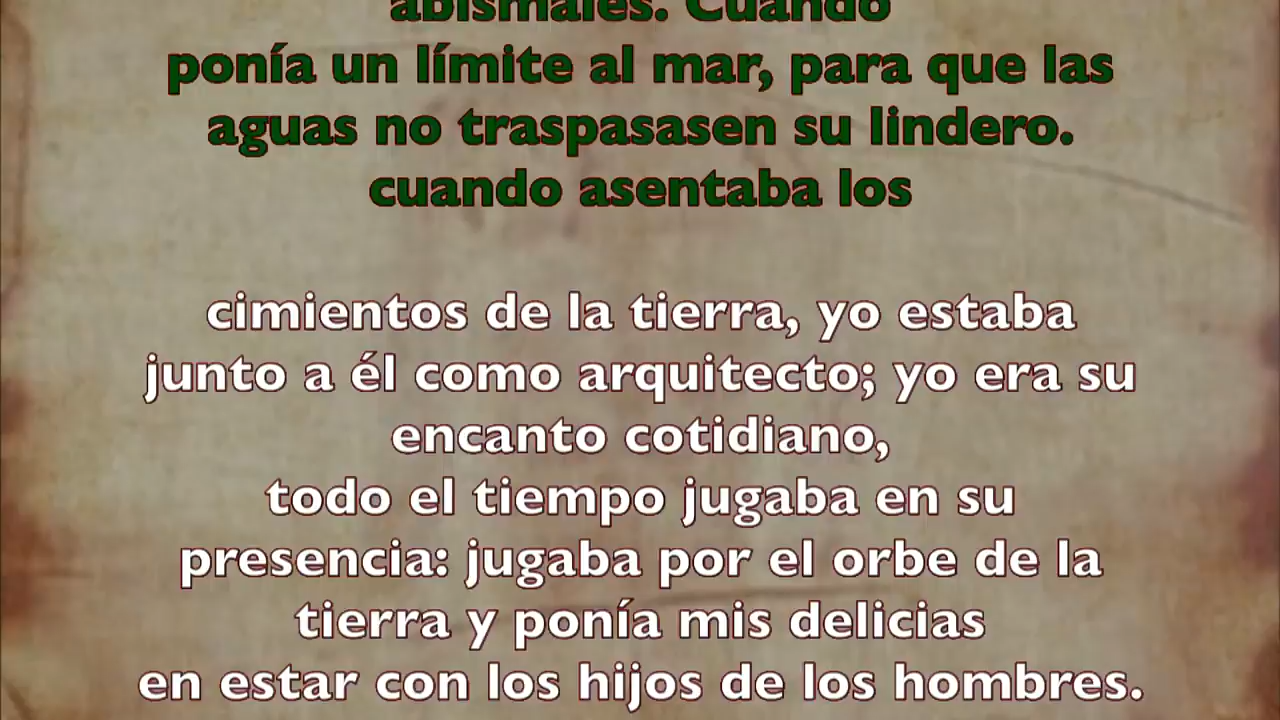 abismales. Cuando
ponía un límite al mar, para que las
aguas no traspasasen su lindero.
cuando asentaba los
cimientos de la tierra, yo estaba
junto a él como arquitecto; yo era su
encanto cotidiano,
todo el tiempo jugaba en su
presencia: jugaba por el orbe de la
tierra y ponía mis delicias
en estar con los hijos de los hombres.